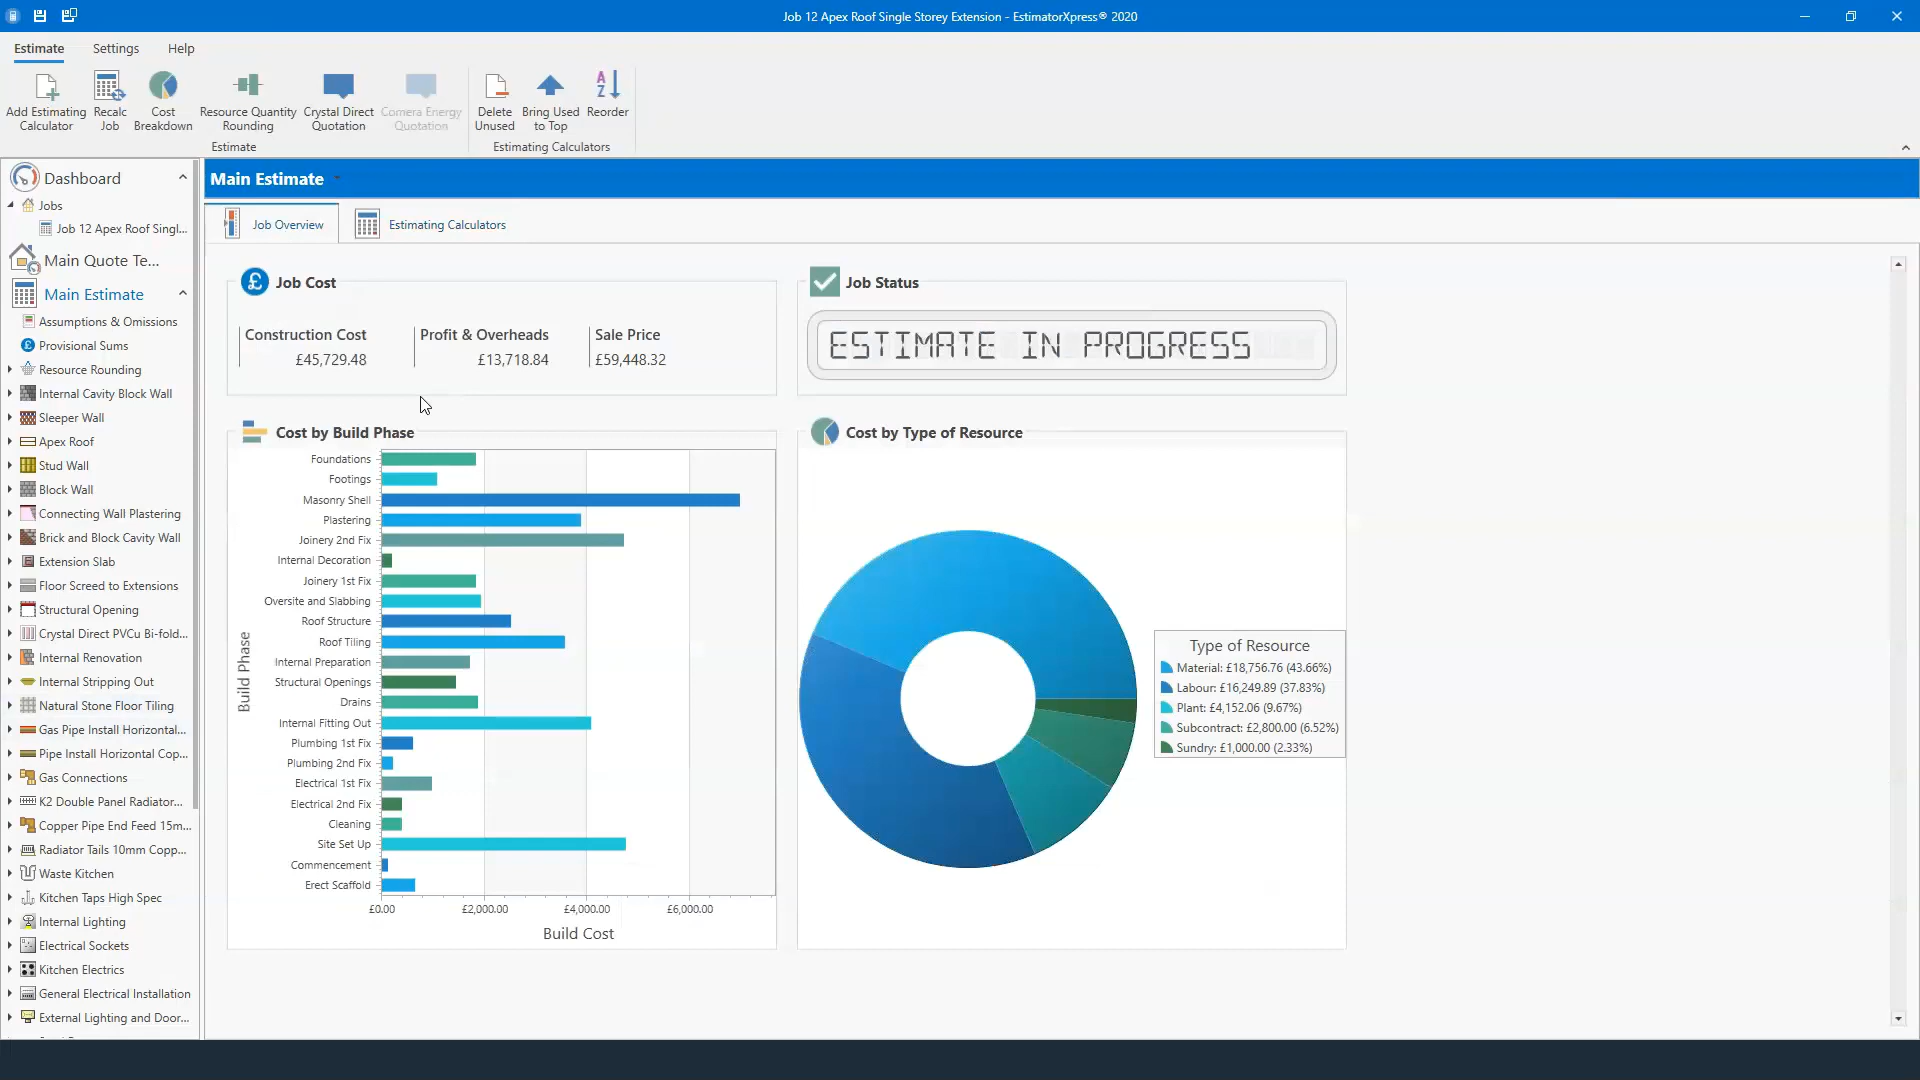 Job 12 Apex Roof Single Storey Extension - EstimatorXpress® 2020
Estimate
Settings
Help
Add Estimating Calculator
Recalc Job
Cost Breakdown
Resource Quantity Rounding
Crystal Direct Quotation
Comera Energy Quotation
Delete Unused
Bring Used to Top
A Z Reorder
Estimate
Estimating Calculators
Dashboard
Jobs
Job 12 Apex Roof Singl...
Main Quote Te...
Main Estimate
Assumptions & Omissions
Provisional Sums
Resource Rounding
Internal Cavity Block Wall
Sleeper Wall
Apex Roof
Stud Wall
Block Wall
Connecting Wall Plastering
Brick and Block Cavity Wall
Extension Slab
Floor Screed to Extensions
Structural Opening
Crystal Direct PVCu Bi-fold...
Internal Renovation
Internal Stripping Out
Natural Stone Floor Tiling
Gas Pipe Install Horizontal...
Pipe Install Horizontal Cop...
Gas Connections
K2 Double Panel Radiator...
Copper Pipe End Feed 15m...
Radiator Tails 10mm Copp...
Waste Kitchen
Kitchen Taps High Spec
Internal Lighting
Electrical Sockets
Kitchen Electrics
General Electrical Installation
External Lighting and Door...
Main Estimate
Job Overview
Estimating Calculators
£ Job Cost
Construction Cost
£45,729.48
Profit & Overheads
£13,718.84
Sale Price
£59,448.32
Job Status
ESTIMATE IN PROGRESS
Cost by Build Phase
Build Phase
Foundations
Footings
Masonry Shell
Plastering
Joinery 2nd Fix
Internal Decoration
Joinery 1st Fix
Oversite and Slabbing
Roof Structure
Roof Tiling
Internal Preparation
Structural Openings
Drains
Internal Fitting Out
Plumbing 1st Fix
Plumbing 2nd Fix
Electrical 1st Fix
Electrical 2nd Fix
Cleaning
Site Set Up
Commencement
Erect Scaffold
£0.00 £2,000.00 £4,000.00 £6,000.00
Build Cost
Cost by Type of Resource
Type of Resource
Material: £18,756.76 (43.66%)
Labour: £16,249.89 (37.83%)
Plant: £4,152.06 (9.67%)
Subcontract: £2,800.00 (6.52%)
Sundry: £1,000.00 (2.33%)